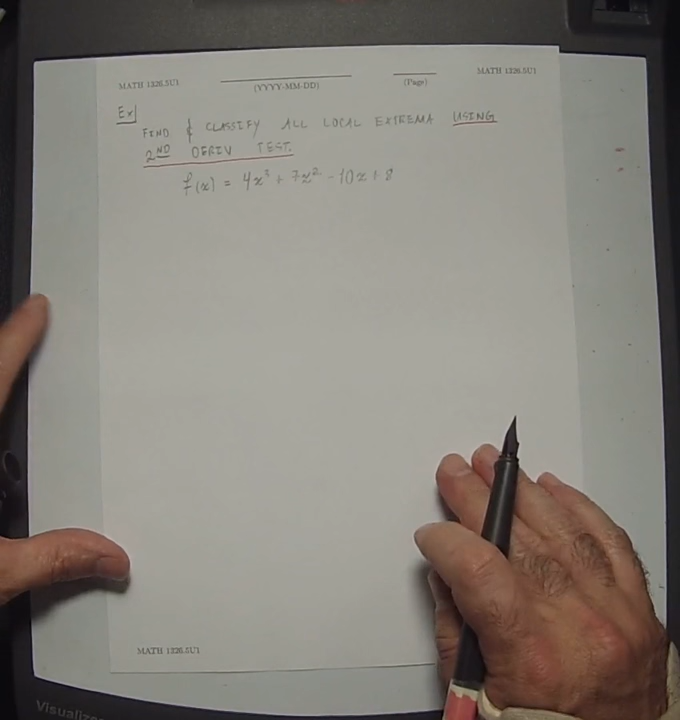 MATH 1326.5U1
(YYYY-MM-DD)
(Page)
MATH 1326.5U1
Ex
FIND & CLASSIFY ALL LOCAL EXTREMA USING
2ND DERIV TEST.
f(x) = 4x³ + 7x² - 10x + 8
MATH 1326.5U1